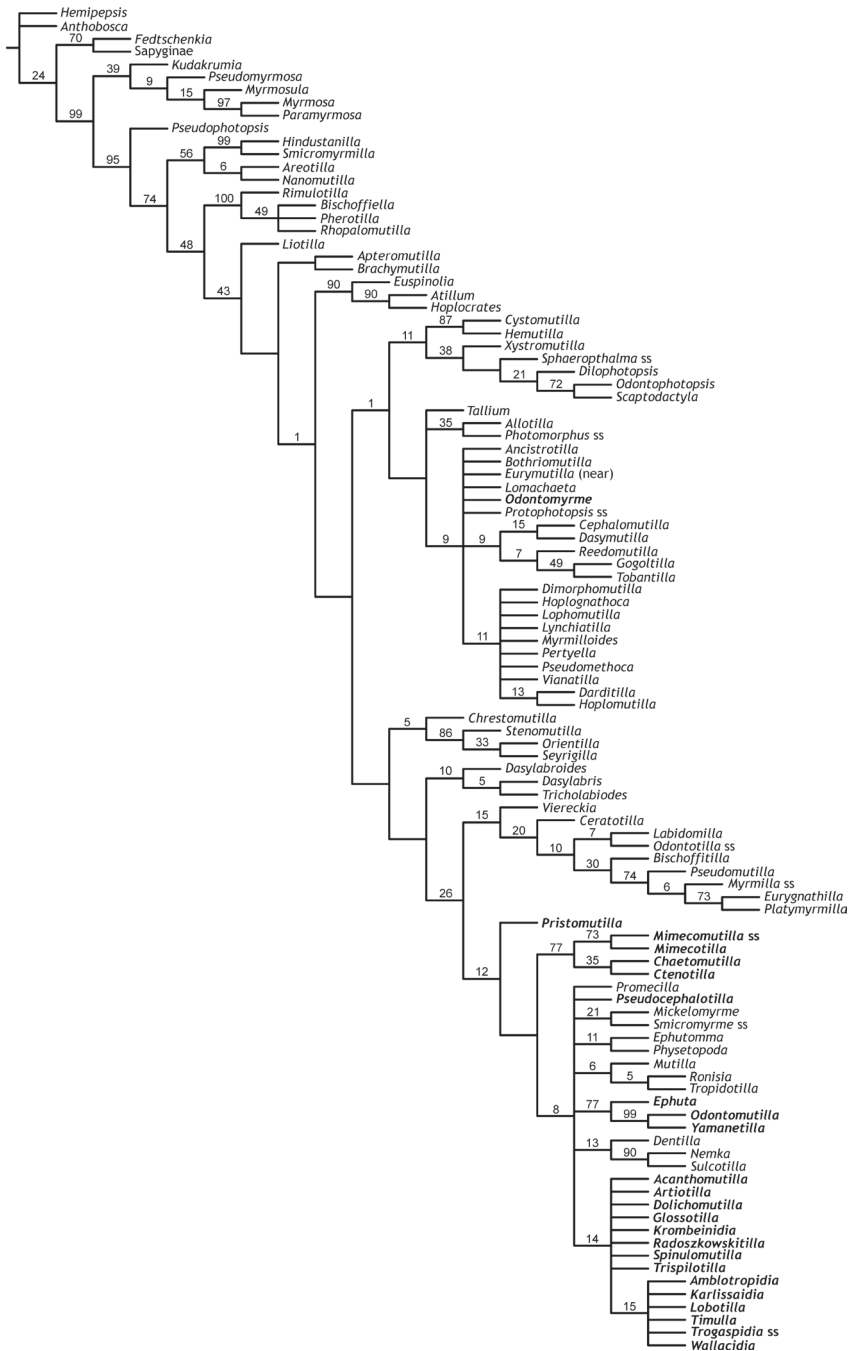 Hemipepsis
Anthobosca
70 Fedtschenkia
Sapyginae
24
39 Kudakrumia
9 Pseudomyrmosa
15 Myrmosula
97 Myrmosa
Paramyrmosa
99
Pseudophotopsis
99 Hindustanilla
56 Smicromyrmilla
95
6 Areotilla
Nanomutilla
74
100 Rimulotilla
49 Bischoffiella
Pherotilla
Rhopalomutilla
48
Liotilla
Apteromutilla
Brachymutilla
43
90 Euspinolia
90 Atillum
Hoplocrates
87 Cystomutilla
Hemutilla
11
38 Xystromutilla
Sphaeropthalma ss
21 Dilophotopsis
72 Odontophotopsis
Scaptodactyla
1
Tallium
35 Allotilla
Photomorphus ss
1
Ancistrotilla
Bothriomutilla
Eurymutilla (near)
Lomachaeta
Odontomyrme
Protophotopsis ss
15 Cephalomutilla
Dasymutilla
9 9
7 Reedomutilla
49 Gogoltilla
Tobantilla
Dimorphomutilla
Hoplognathoca
Lophomutilla
Lynchiatilla
11 Myrmilloides
Pertyella
Pseudomethoca
Vianatilla
13 Darditilla
Hoplomutilla
5 Chrestomutilla
86 Stenomutilla
33 Orientilla
Seyrigilla
10 Dasylabroides
5 Dasylabris
Tricholabiodes
15 Viereckia
20 Ceratotilla
7 Labidomilla
10 Odontotilla ss
30 Bischoffitilla
74 Pseudomutilla
6 Myrmilla ss
73 Eurygnathilla
Platymyrmilla
26
Pristomutilla
73 Mimecomutilla ss
77 Mimecotilla
35 Chaetomutilla
Ctenotilla
12
Promecilla
Pseudocephalotilla
21 Mickelomyrme
Smicromyrme ss
11 Ephutomma
Physetopoda
6 Mutilla
5 Ronisia
Tropidotilla
77 Ephuta
99 Odontomutilla
8 Yamanetilla
13 Dentilla
90 Nemka
Sulcotilla
Acanthomutilla
Artiotilla
Dolichomutilla
Glossotilla
Krombeinidia
14 Radoszkowskitilla
Spinulomutilla
Trispilotilla
Amblotropidia
Karlissaidia
15 Lobotilla
Timulla
Trogaspidia ss
Wallacidia